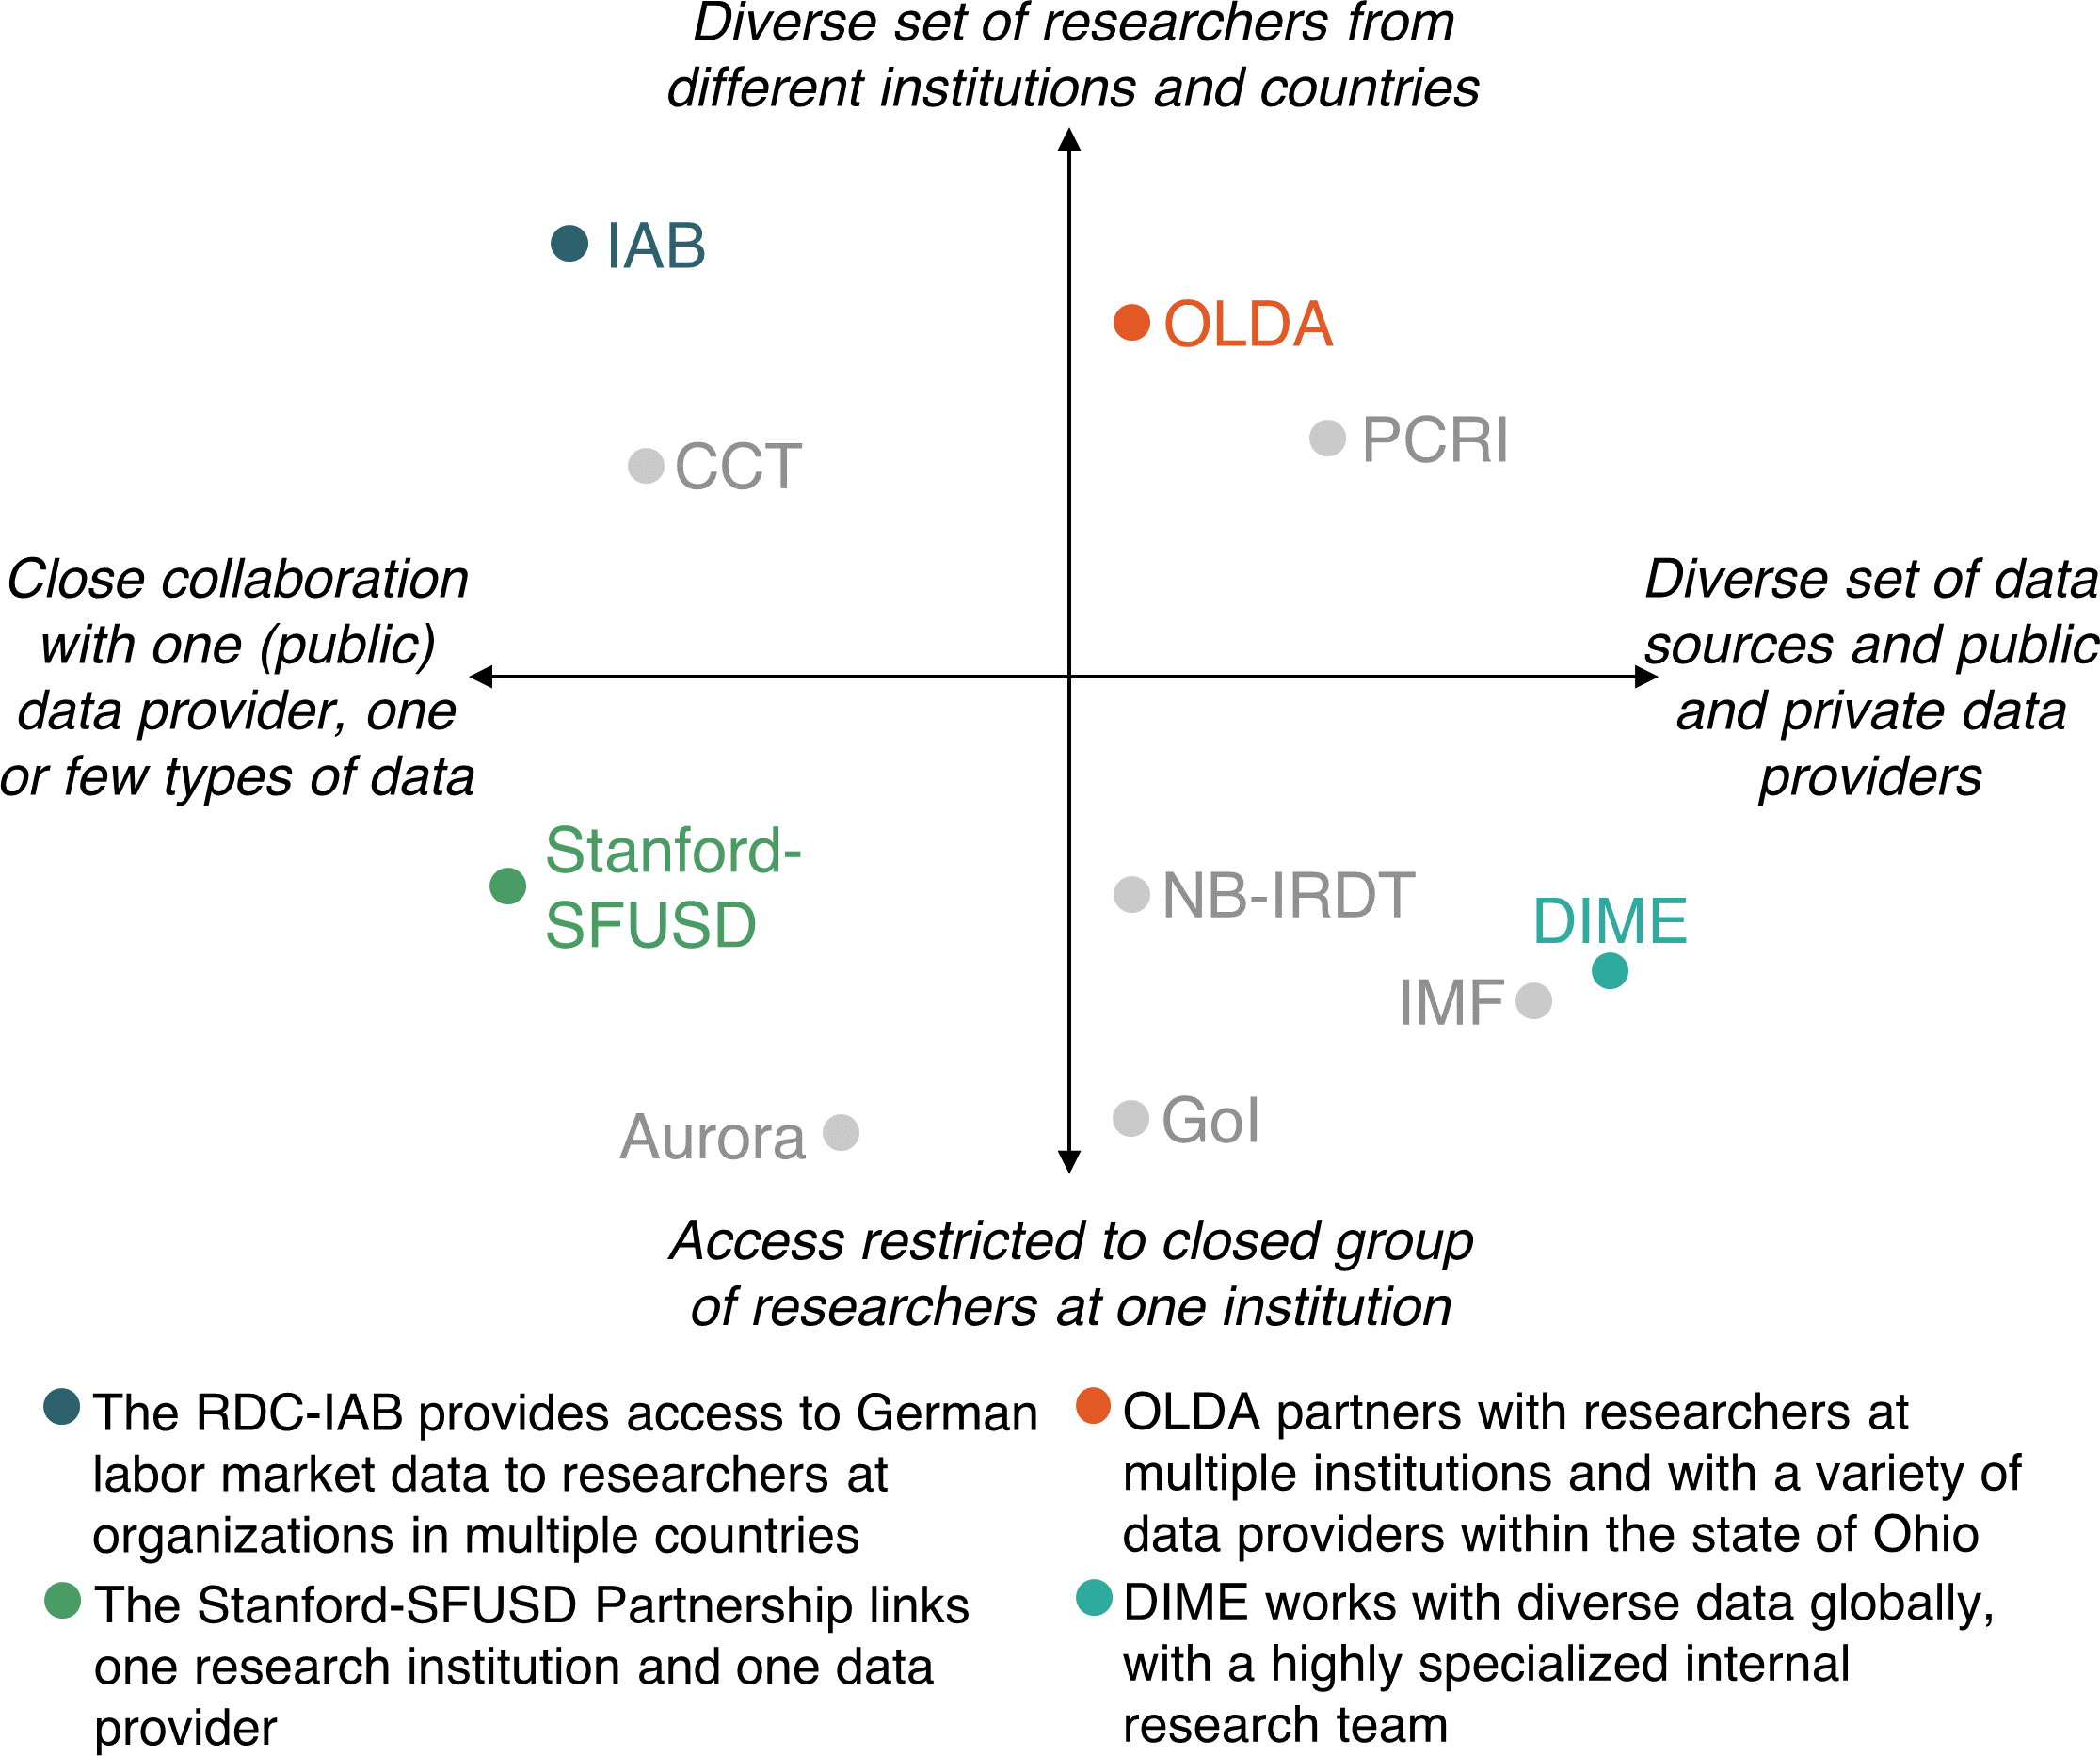 Diverse set of researchers from
different institutions and countries
IAB
OLDA
PCRI
CCT
Close collaboration
with one (public)
data provider, one
or few types of data
Diverse set of data
sources and public
and private data
providers
Stanford-
SFUSD
NB-IRDT
DIME
IMF
GoI
Aurora
Access restricted to closed group
of researchers at one institution
The RDC-IAB provides access to German
labor market data to researchers at
organizations in multiple countries
The Stanford-SFUSD Partnership links
one research institution and one data
provider
OLDA partners with researchers at
multiple institutions and with a variety of
data providers within the state of Ohio
DIME works with diverse data globally,
with a highly specialized internal
research team